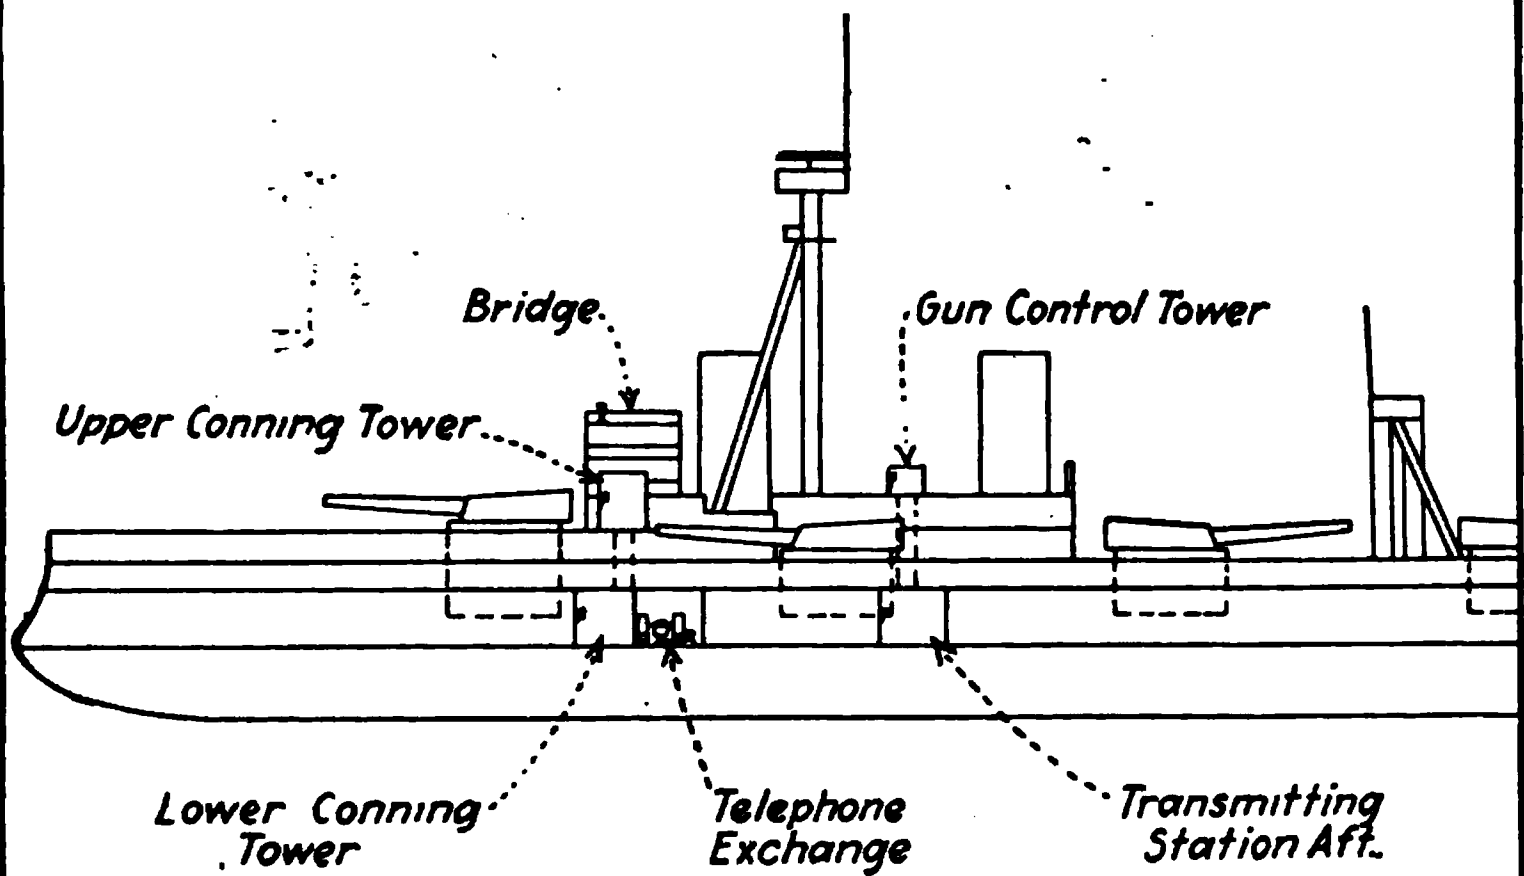 Bridge
Gun Control Tower
Upper Conning Tower
Lower Conning
Tower
Telephone
Exchange
Transmitting
Station Aft.